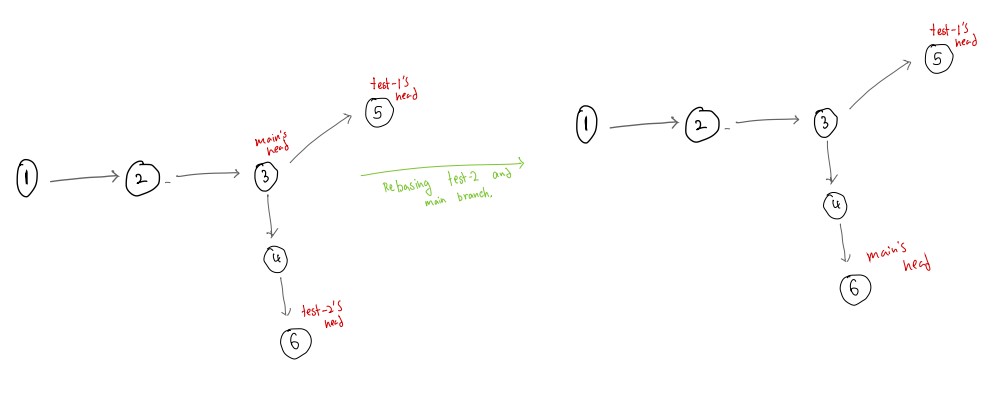 test-1's
head
5
main's
head
1
2
3
4
test-2's
head
6
Rebasing test-2 and
main branch.
test-1's
head
5
1
2
3
4
main's
head
6